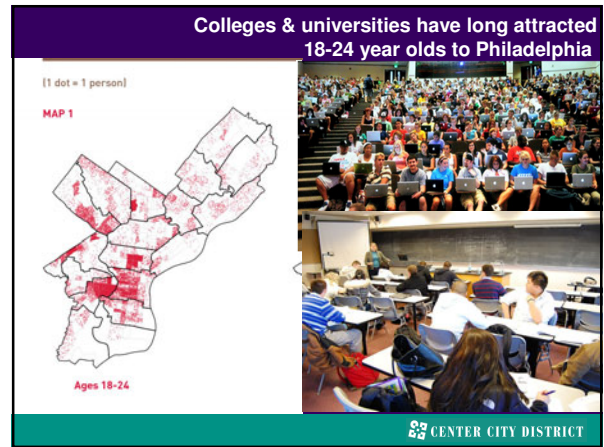 Colleges & universities have long attracted
18-24 year olds to Philadelphia
(1 dot = 1 person)
MAP 1
Ages 18-24
CENTER CITY DISTRICT